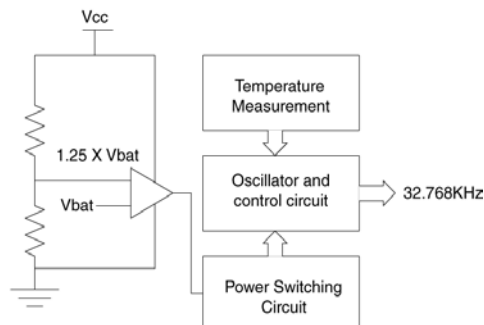 Vcc
Temperature
Measurement
1.25 X Vbat
Vbat
Oscillator and
control circuit
32.768KHz
Power Switching
Circuit